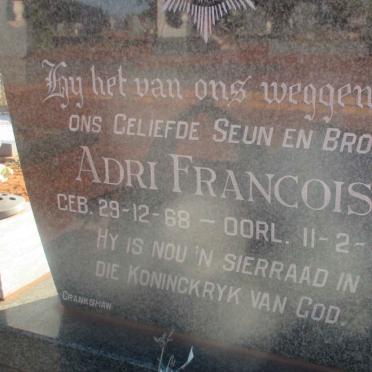 Hy het van ons weggen
ONS GELIEFDE SEUN EN BRO
ADRI FRANCOIS
GEB. 29-12-68 – OORL. 11-2-
HY IS NOU 'N SIERRAAD IN
DIE KONINCKRYK VAN GOD.
CRANKSHAW